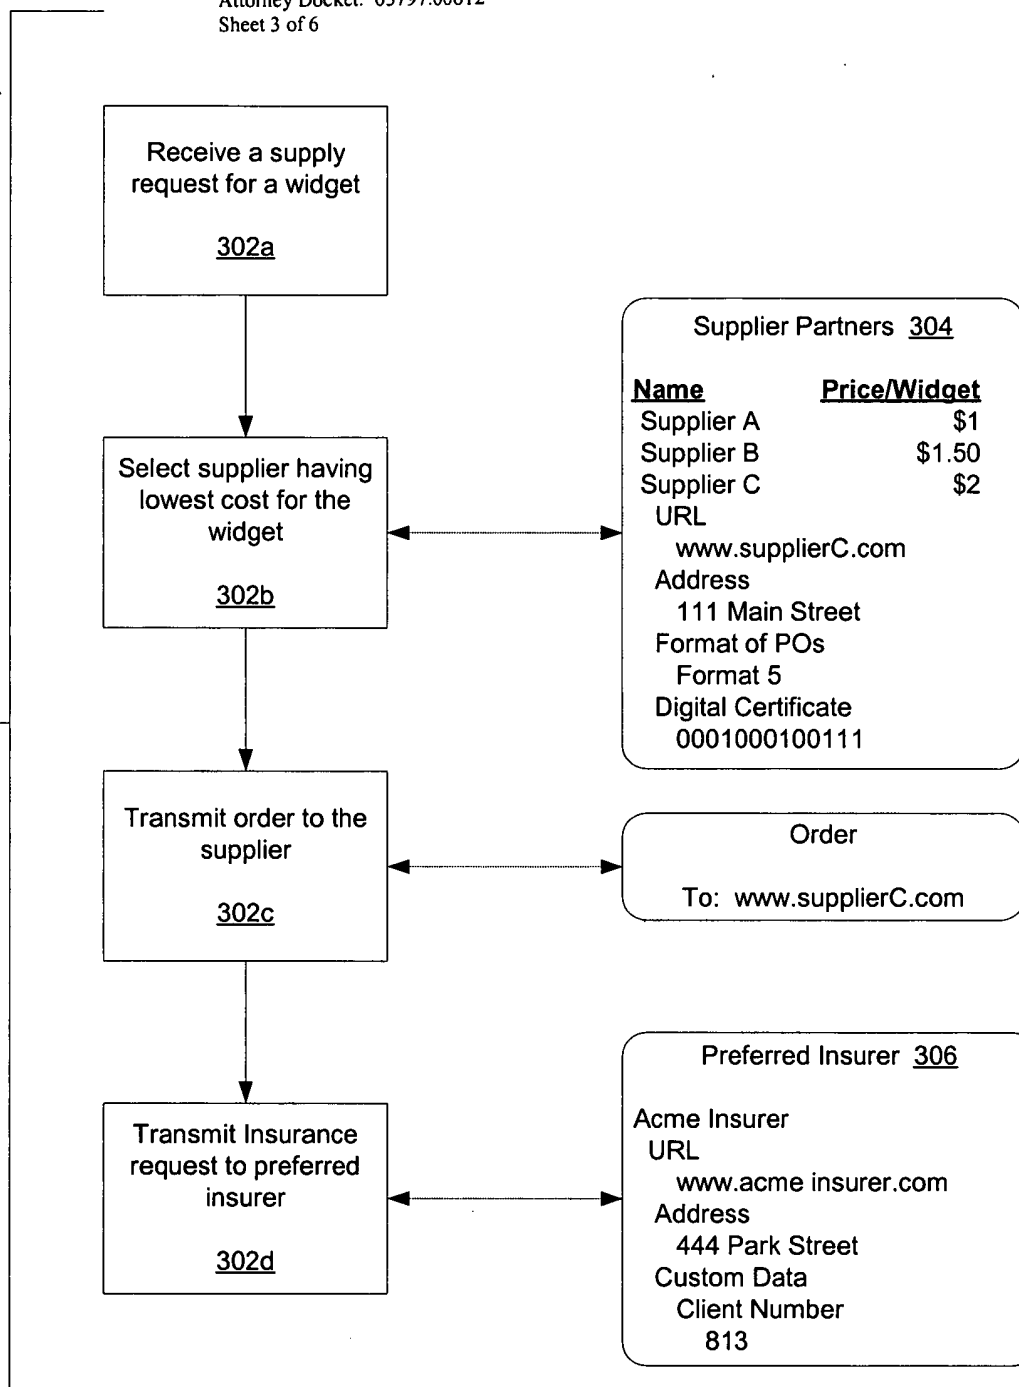 Sheet 3 of 6
Receive a supply
request for a widget
302a
Select supplier having
lowest cost for the
widget
302b
Supplier Partners 304
Name Price/Widget
Supplier A $1
Supplier B $1.50
Supplier C $2
URL
www.supplierC.com
Address
111 Main Street
Format of POs
Format 5
Digital Certificate
0001000100111
Transmit order to the
supplier
302c
Order
To: www.supplierC.com
Transmit Insurance
request to preferred
insurer
302d
Preferred Insurer 306
Acme Insurer
URL
www.acme insurer.com
Address
444 Park Street
Custom Data
Client Number
813